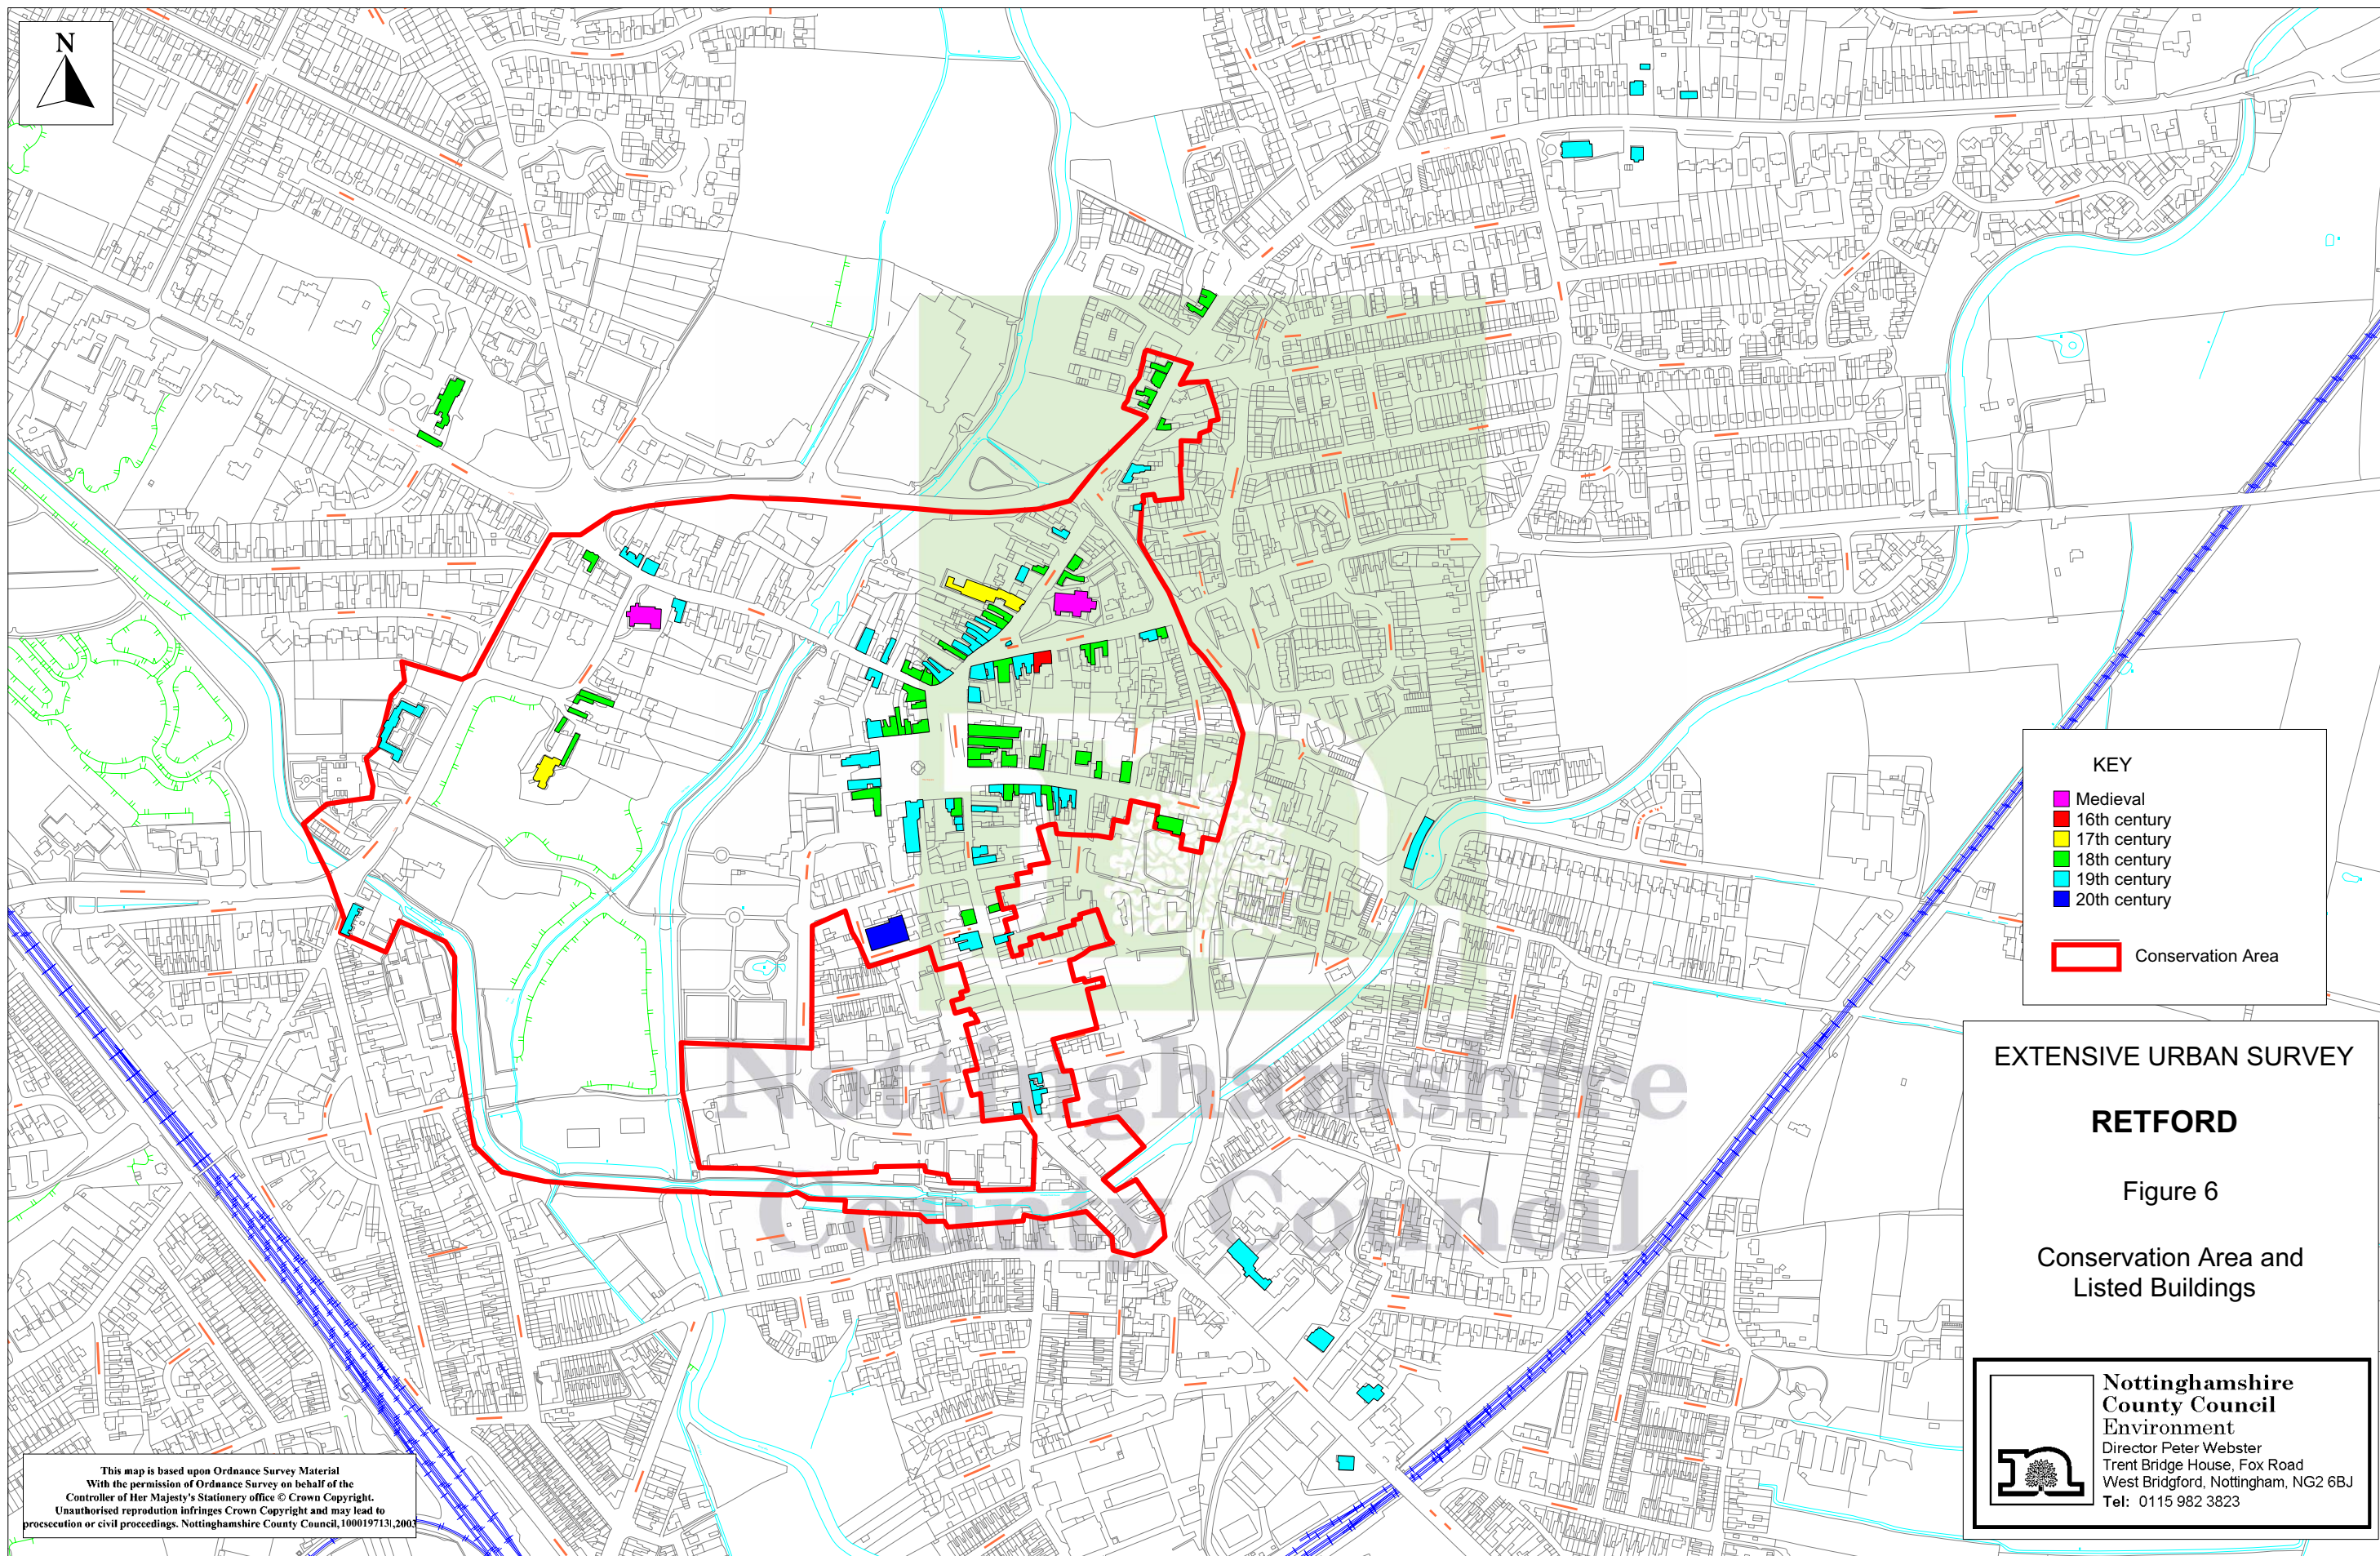 N
KEY
Medieval
16th century
17th century
18th century
19th century
20th century
Conservation Area
EXTENSIVE URBAN SURVEY
RETFORD
Figure 6
Conservation Area and
Listed Buildings
Nottinghamshire
County Council
Environment
Director Peter Webster
Trent Bridge House, Fox Road
West Bridgford, Nottingham, NG2 6BJ
Tel: 0115 982 3823
Nottinghamshire
County Council
This map is based upon Ordnance Survey Material
With the permission of Ordnance Survey on behalf of the
Controller of Her Majesty's Stationery office © Crown Copyright.
Unauthorised reprodution infringes Crown Copyright and may lead to
procsecution or civil proceedings. Nottinghamshire County Council,